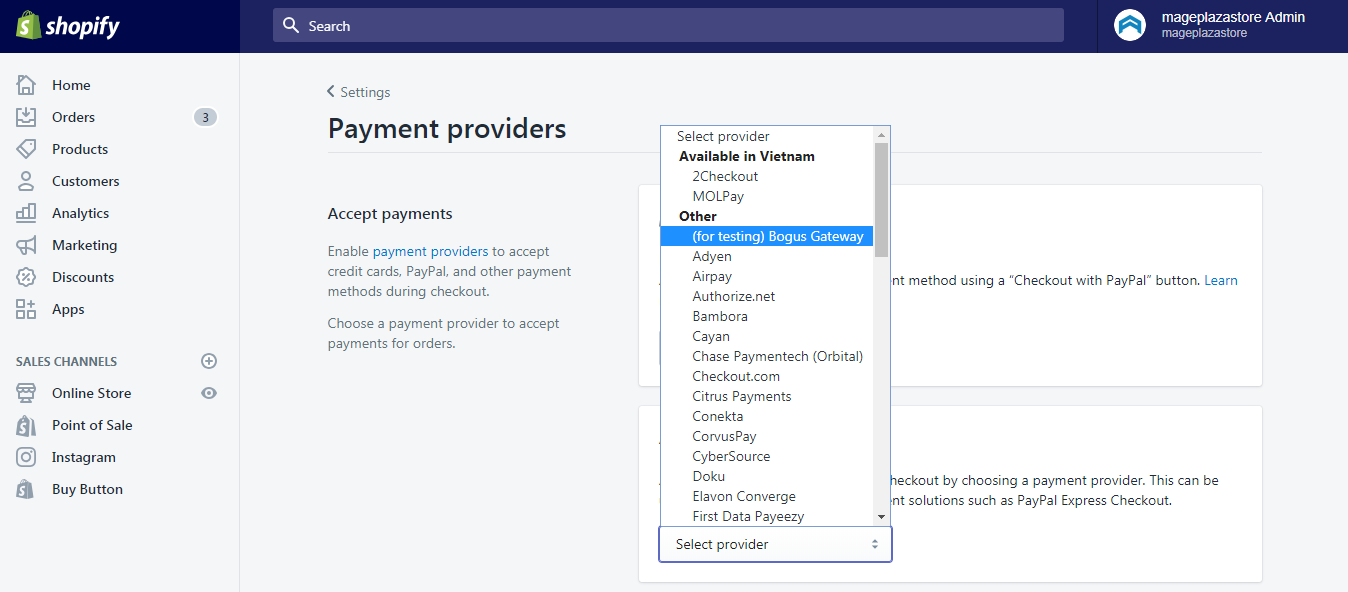 shopify
Search
mageplazastore Admin
mageplazastore
Home
Orders
3
Products
Customers
Analytics
Marketing
Discounts
Apps
SALES CHANNELS
Online Store
Point of Sale
Instagram
Buy Button
Settings
Payment providers
Accept payments
Enable payment providers to accept
credit cards, PayPal, and other payment
methods during checkout.
Choose a payment provider to accept
payments for orders.
Select provider
Available in Vietnam
2Checkout
MOLPay
Other
(for testing) Bogus Gateway
Adyen
Airpay
Authorize.net
Bambora
Cayan
Chase Paymentech (Orbital)
Checkout.com
Citrus Payments
Conekta
CorvusPay
CyberSource
Doku
Elavon Converge
First Data Payeezy
Select provider
method using a “Checkout with PayPal” button. Learn
by choosing a payment provider. This can be
solutions such as PayPal Express Checkout.